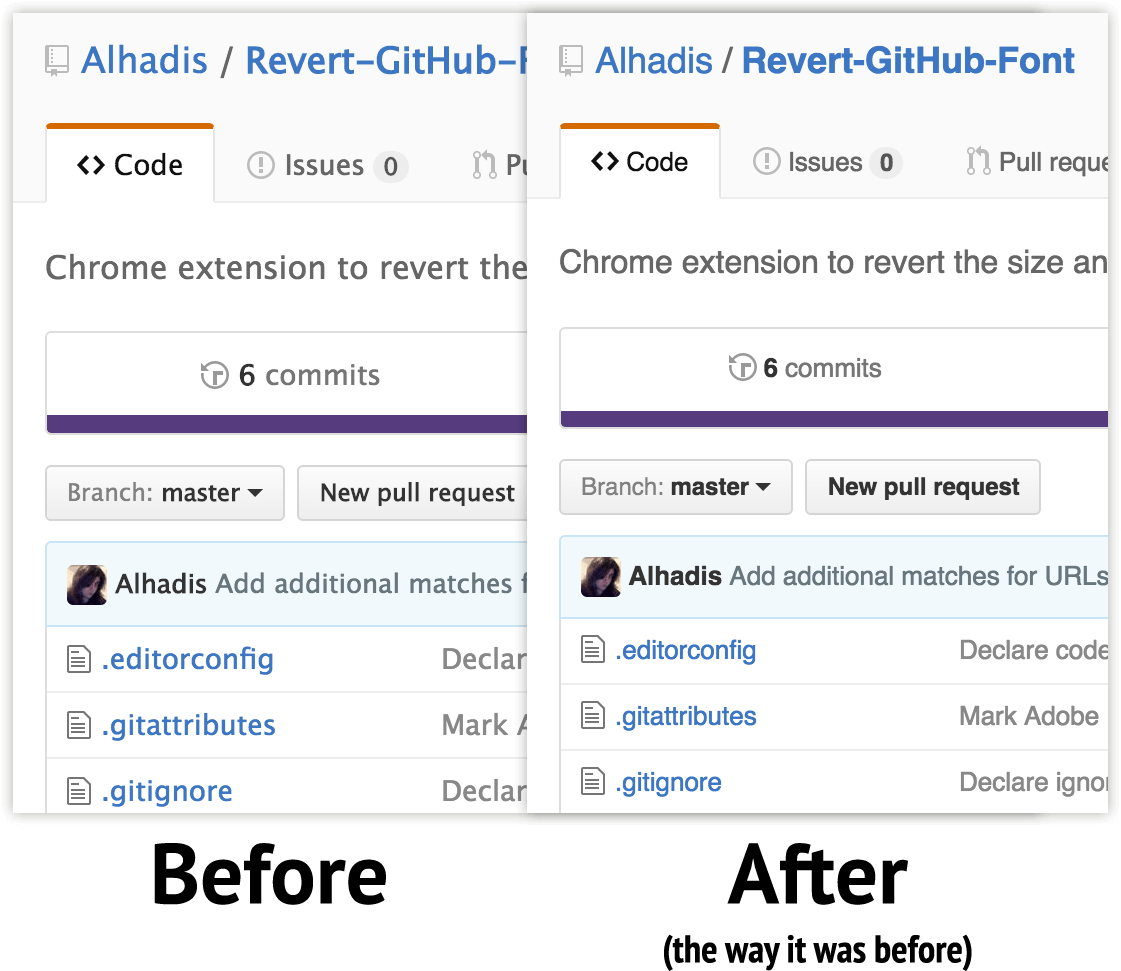 Alhadis / Revert-GitHub-F
Code Issues 0 Pu
Chrome extension to revert the
6 commits
Branch: master New pull request
Alhadis Add additional matches f
.editorconfig Declar
.gitattributes Mark A
.gitignore Declar
Before
Alhadis / Revert-GitHub-Font
Code Issues 0 Pull reque
Chrome extension to revert the size an
6 commits
Branch: master New pull request
Alhadis Add additional matches for URLs
.editorconfig Declare code
.gitattributes Mark Adobe
.gitignore Declare ignor
After
(the way it was before)